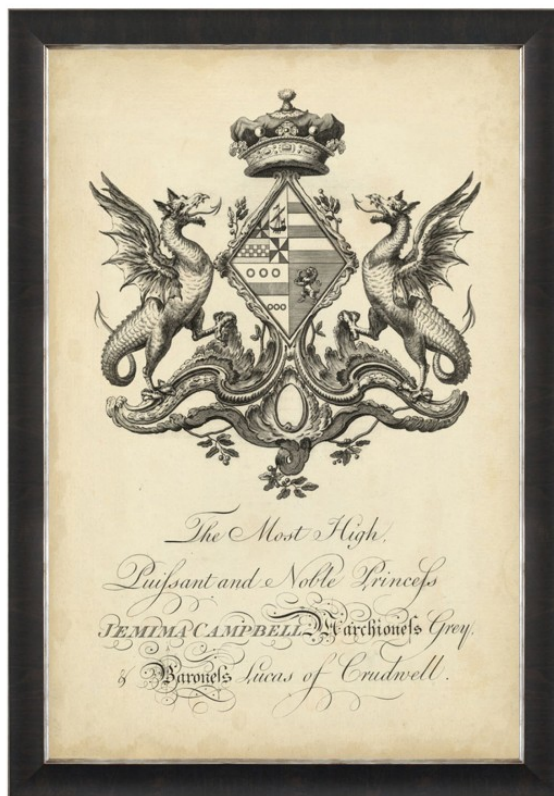 The Most High.
Puiſsant and Noble Princeſs
JEMIMA CAMPBELL Marchioneſs Grey.
& Baroneſs Lucas of Crudwell.